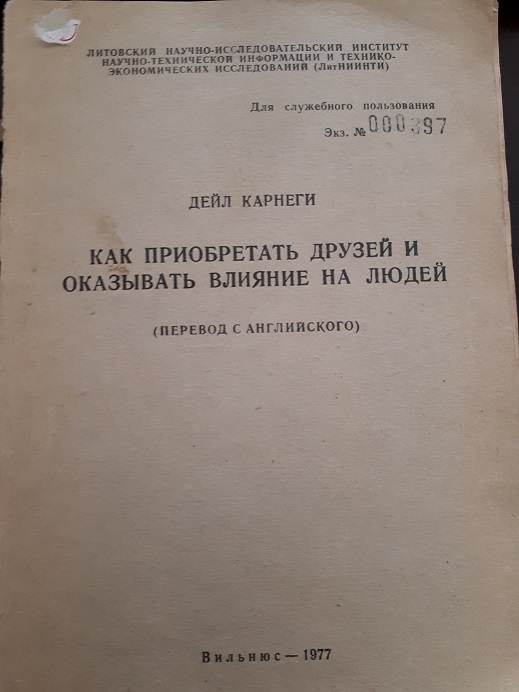 ЛИТОВСКИЙ НАУЧНО-ИССЛЕДОВАТЕЛЬСКИЙ ИНСТИТУТ
НАУЧНО-ТЕХНИЧЕСКОЙ ИНФОРМАЦИИ И ТЕХНИКО-
ЭКОНОМИЧЕСКИХ ИССЛЕДОВАНИЙ (ЛитНИИНТИ)
Для служебного пользования
Экз. № 000397
ДЕЙЛ КАРНЕГИ
КАК ПРИОБРЕТАТЬ ДРУЗЕЙ И
ОКАЗЫВАТЬ ВЛИЯНИЕ НА ЛЮДЕЙ
(ПЕРЕВОД С АНГЛИЙСКОГО)
Вильнюс — 1977